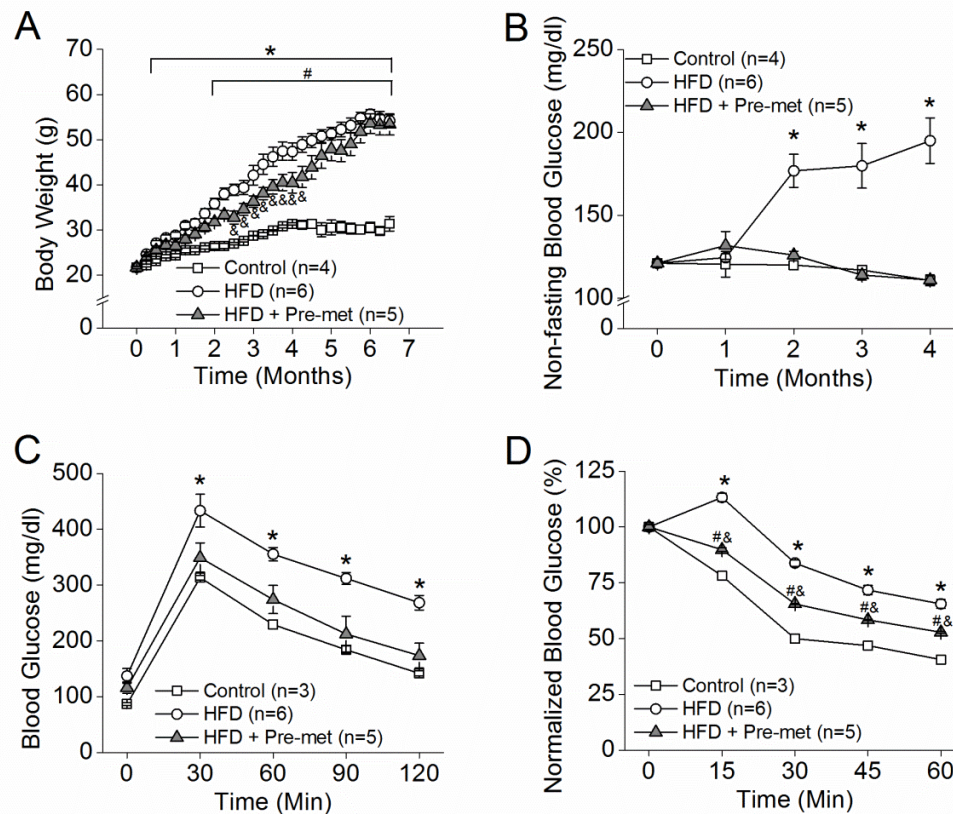 A
Body Weight (g)
70
60
50
40
30
20
0
*
#
&
&
&
&
&
&
&
&
Control (n=4)
HFD (n=6)
HFD + Pre-met (n=5)
0 1 2 3 4 5 6 7
Time (Months)
B
Non-fasting Blood Glucose (mg/dl)
250
200
150
100
0
Control (n=4)
HFD (n=6)
HFD + Pre-met (n=5)
* * *
0 1 2 3 4
Time (Months)
C
Blood Glucose (mg/dl)
500
400
300
200
100
0
* * * *
Control (n=3)
HFD (n=6)
HFD + Pre-met (n=5)
0 30 60 90 120
Time (Min)
D
Normalized Blood Glucose (%)
125
100
75
50
25
0
* * * *
#& #& #& #&
Control (n=3)
HFD (n=6)
HFD + Pre-met (n=5)
0 15 30 45 60
Time (Min)